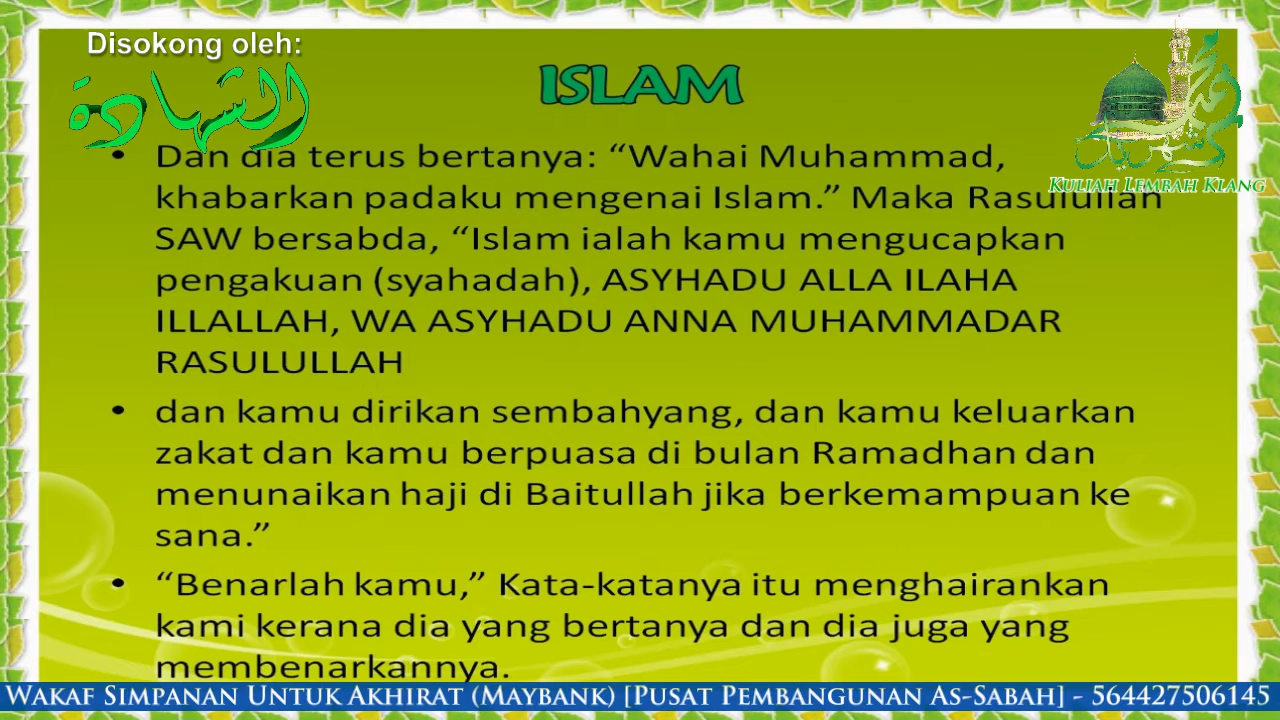 Disokong oleh:
الشهادة
ISLAM
KULIAH LEMBAH KLANG
• Dan dia terus bertanya: “Wahai Muhammad,
khabarkan padaku mengenai Islam.” Maka Rasulullah
SAW bersabda, “Islam ialah kamu mengucapkan
pengakuan (syahadah), ASYHADU ALLA ILAHA
ILLALLAH, WA ASYHADU ANNA MUHAMMADAR
RASULULLAH
• dan kamu dirikan sembahyang, dan kamu keluarkan
zakat dan kamu berpuasa di bulan Ramadhan dan
menunaikan haji di Baitullah jika berkemampuan ke
sana.”
• “Benarlah kamu,” Kata-katanya itu menghairankan
kami kerana dia yang bertanya dan dia juga yang
membenarkannya.
WAKAF SIMPANAN UNTUK AKHIRAT (MAYBANK) [PUSAT PEMBANGUNAN AS-SABAH] - 564427506145